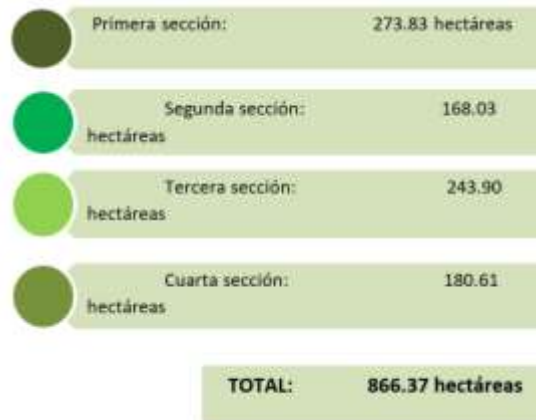 Primera sección: 273.83 hectáreas
Segunda sección: 168.03
hectáreas
Tercera sección: 243.90
hectáreas
Cuarta sección: 180.61
hectáreas
TOTAL: 866.37 hectáreas